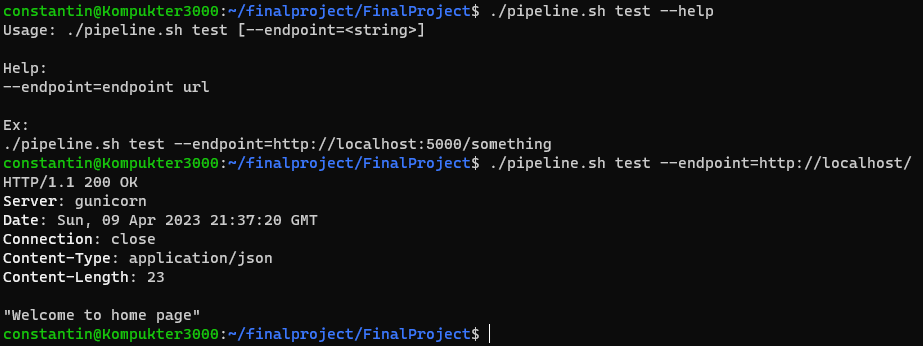 constantin@Kompukter3000:~/finalproject/FinalProject$ ./pipeline.sh test --help
Usage: ./pipeline.sh test [--endpoint=<string>]
Help:
--endpoint=endpoint url
Ex:
./pipeline.sh test --endpoint=http://localhost:5000/something
constantin@Kompukter3000:~/finalproject/FinalProject$ ./pipeline.sh test --endpoint=http://localhost/
HTTP/1.1 200 OK
Server: gunicorn
Date: Sun, 09 Apr 2023 21:37:20 GMT
Connection: close
Content-Type: application/json
Content-Length: 23
"Welcome to home page"
constantin@Kompukter3000:~/finalproject/FinalProject$